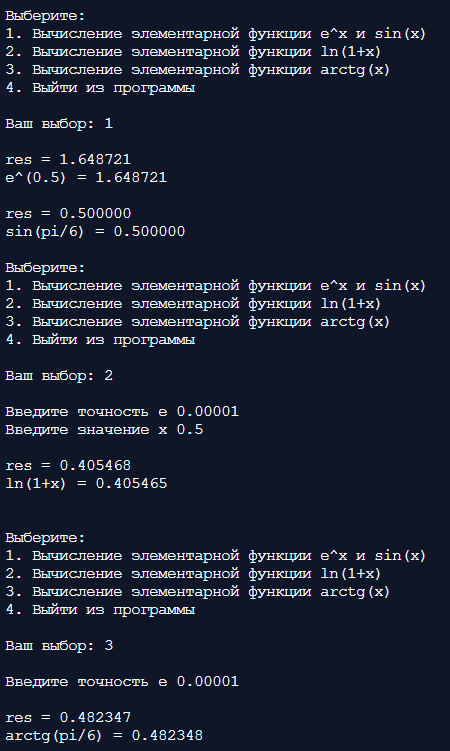 Выберите:
1. Вычисление элементарной функции e^x и sin(x)
2. Вычисление элементарной функции ln(1+x)
3. Вычисление элементарной функции arctg(x)
4. Выйти из программы
Ваш выбор: 1
res = 1.648721
e^(0.5) = 1.648721
res = 0.500000
sin(pi/6) = 0.500000
Выберите:
1. Вычисление элементарной функции e^x и sin(x)
2. Вычисление элементарной функции ln(1+x)
3. Вычисление элементарной функции arctg(x)
4. Выйти из программы
Ваш выбор: 2
Введите точность e 0.00001
Введите значение x 0.5
res = 0.405468
ln(1+x) = 0.405465
Выберите:
1. Вычисление элементарной функции e^x и sin(x)
2. Вычисление элементарной функции ln(1+x)
3. Вычисление элементарной функции arctg(x)
4. Выйти из программы
Ваш выбор: 3
Введите точность e 0.00001
res = 0.482347
arctg(pi/6) = 0.482348